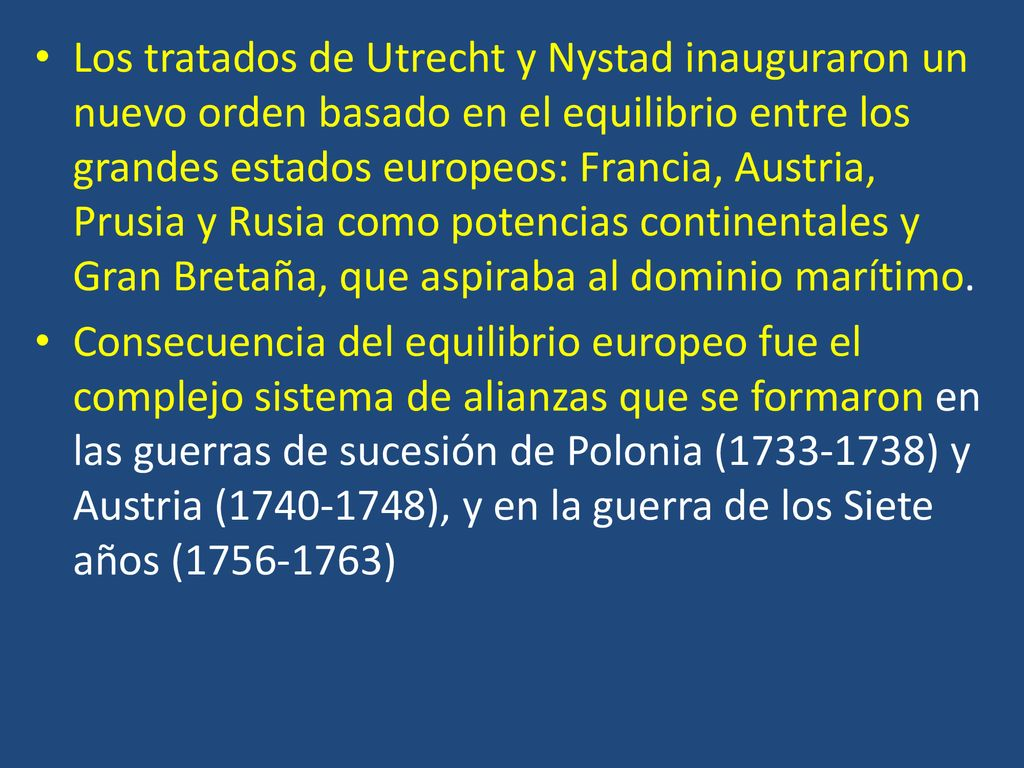 • Los tratados de Utrecht y Nystad inauguraron un
nuevo orden basado en el equilibrio entre los
grandes estados europeos: Francia, Austria,
Prusia y Rusia como potencias continentales y
Gran Bretaña, que aspiraba al dominio marítimo.
• Consecuencia del equilibrio europeo fue el
complejo sistema de alianzas que se formaron en
las guerras de sucesión de Polonia (1733-1738) y
Austria (1740-1748), y en la guerra de los Siete
años (1756-1763)